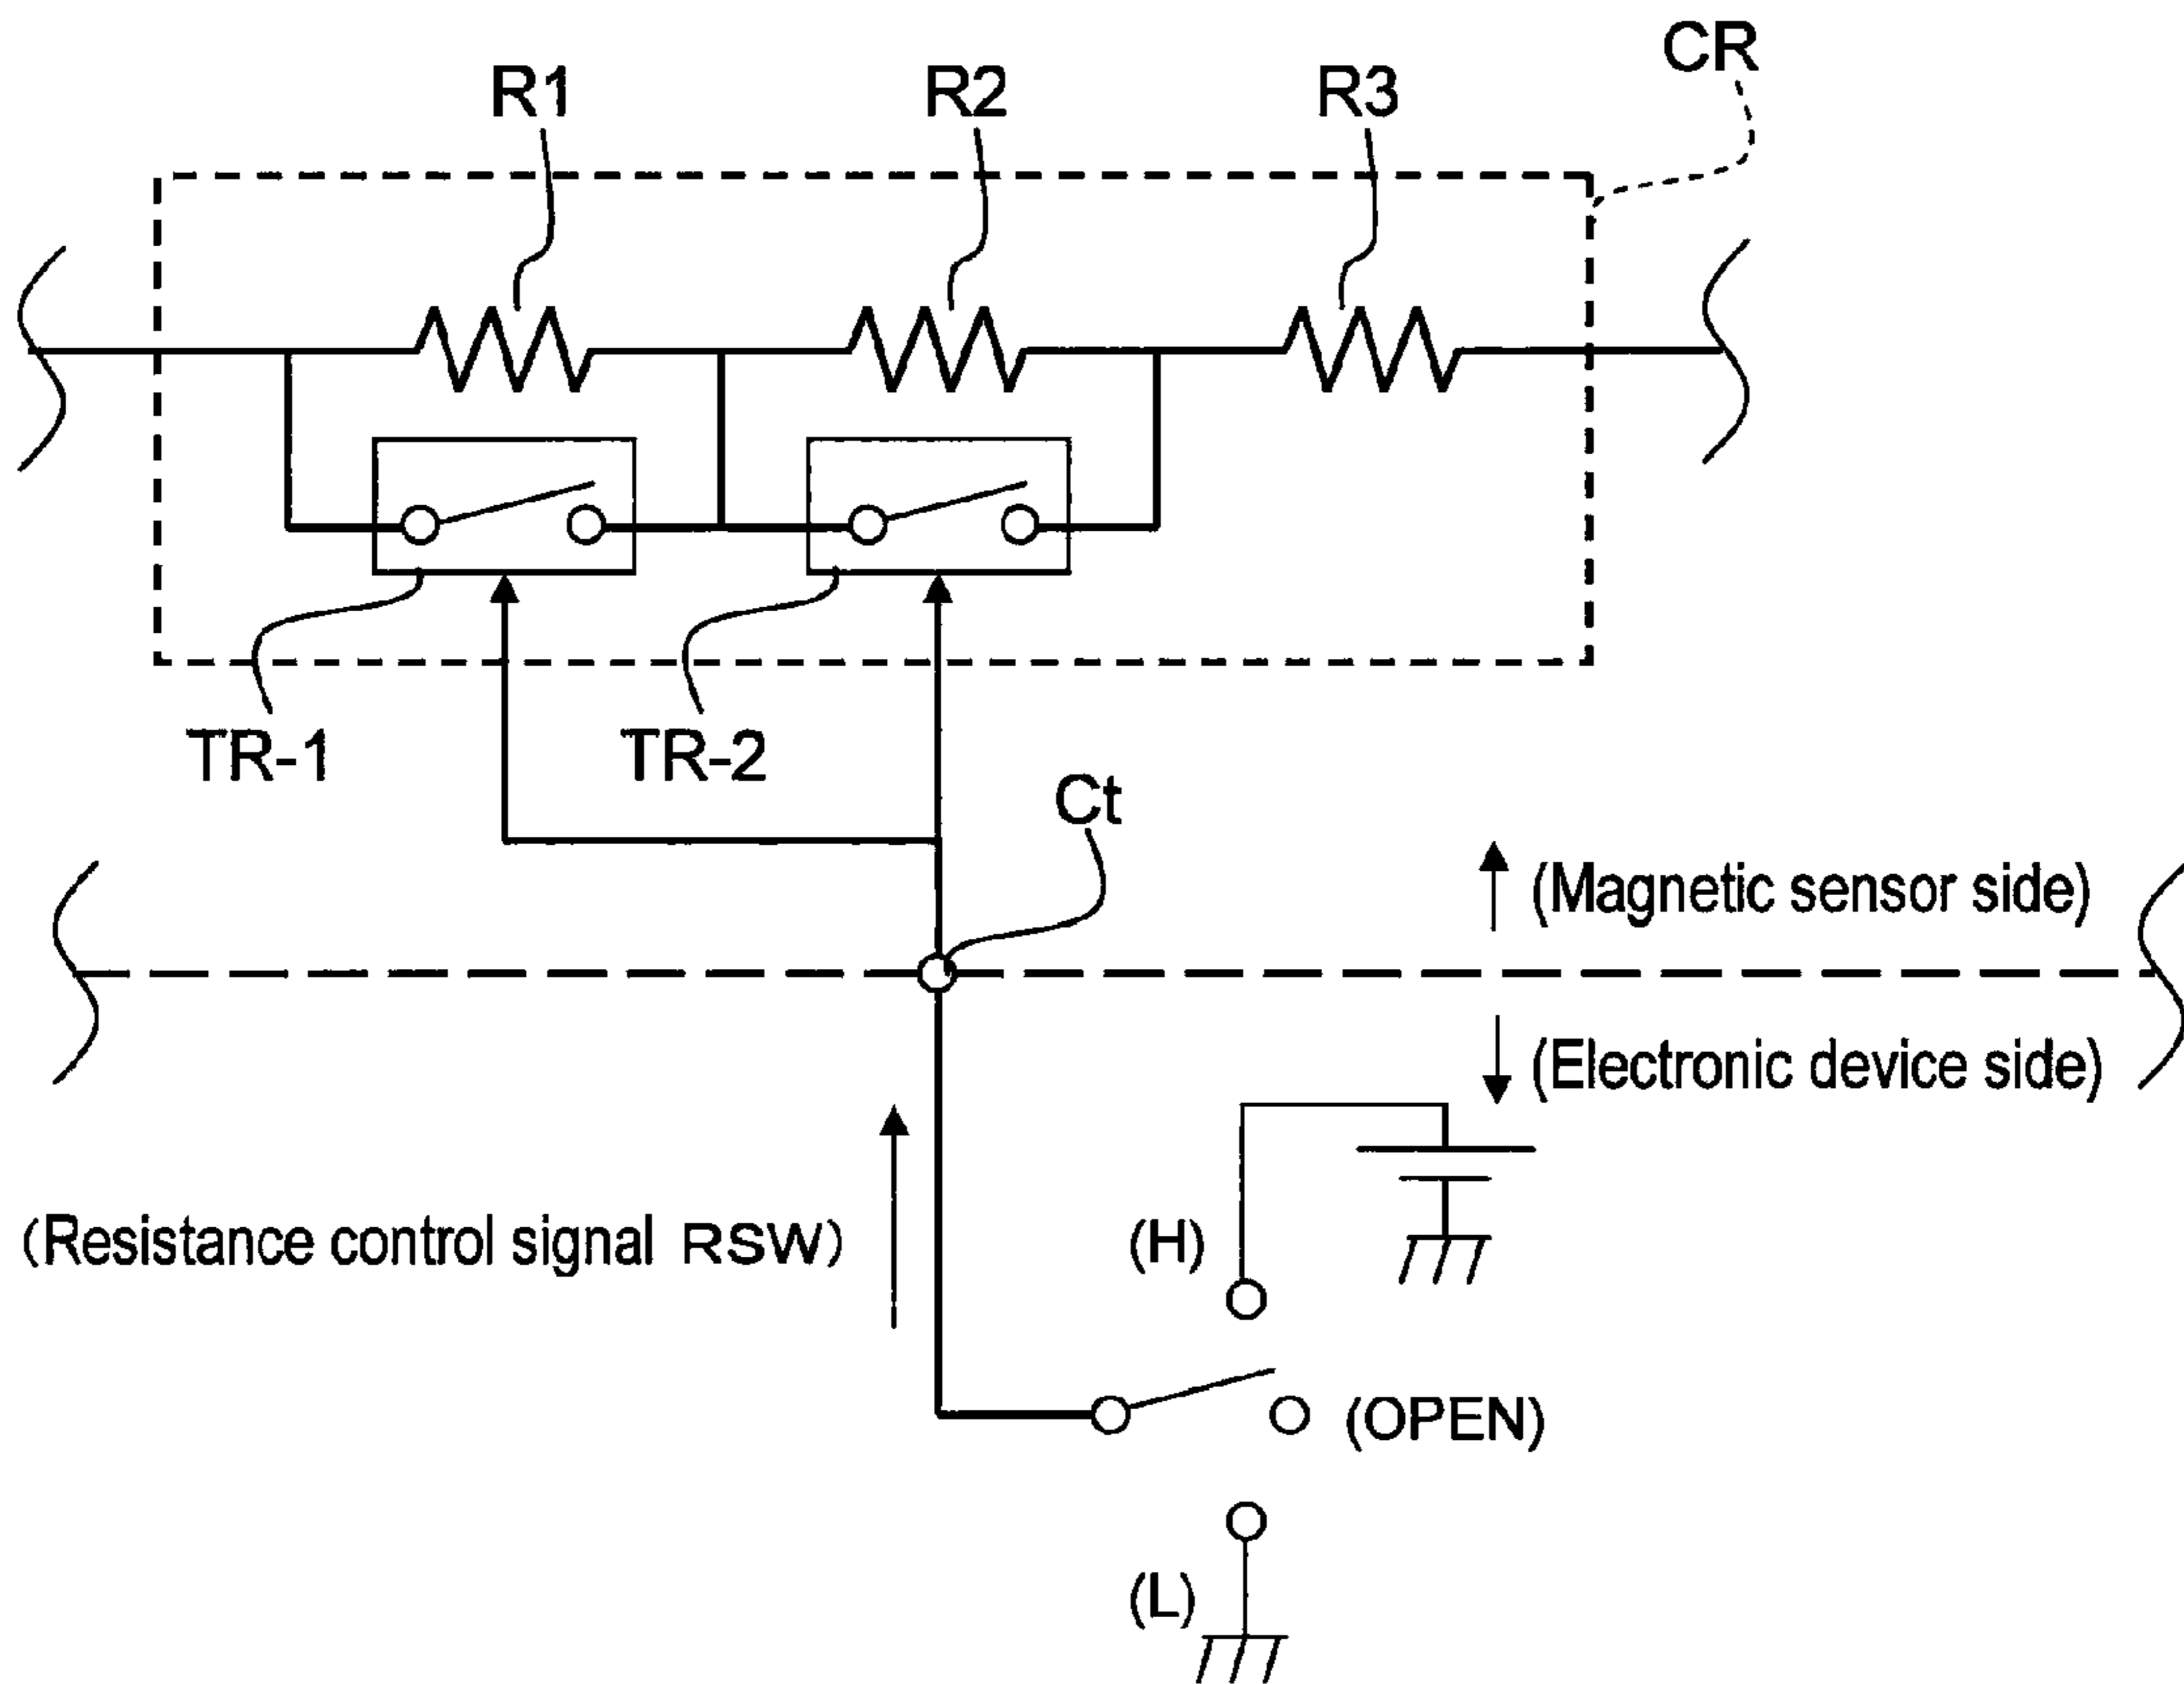 CR
R1
R2
R3
TR-1
TR-2
Ct
(Magnetic sensor side)
(Electronic device side)
(Resistance control signal RSW)
(H)
(OPEN)
(L)